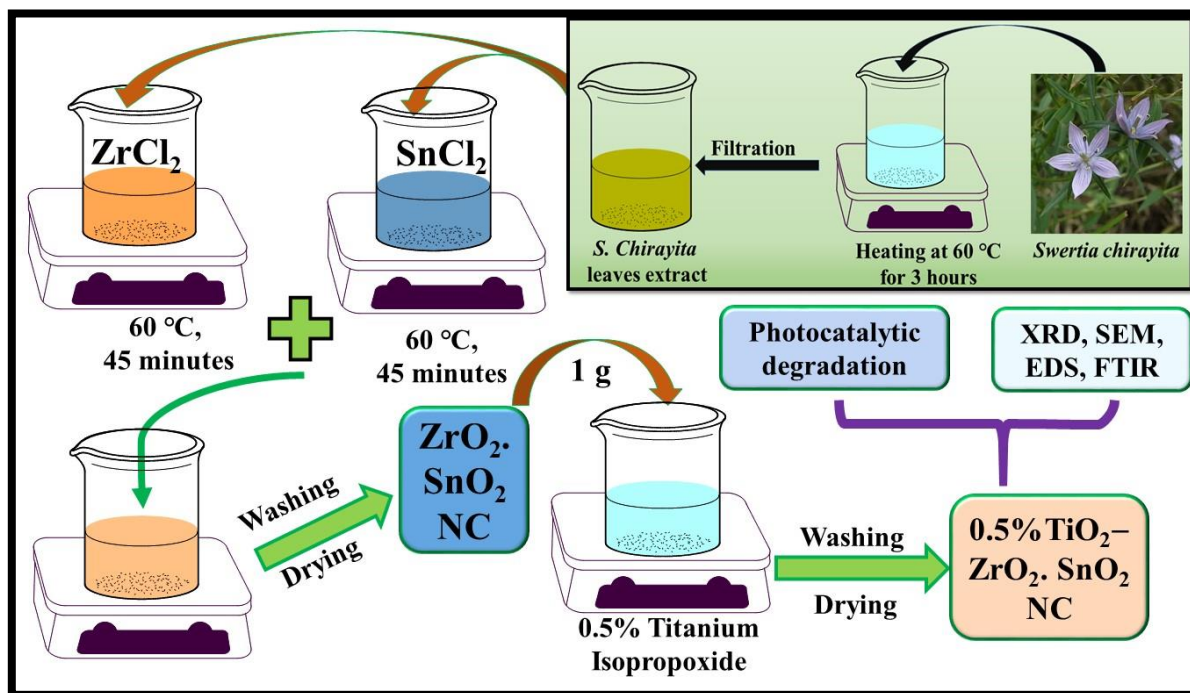 ZrCl₂
SnCl₂
60 °C,
45 minutes
60 °C,
45 minutes
Filtration
S. Chirayita
leaves extract
Heating at 60 °C
for 3 hours
Swertia chirayita
Photocatalytic
degradation
XRD, SEM,
EDS, FTIR
1 g
ZrO₂.
SnO₂
NC
Washing
Drying
0.5% Titanium
Isopropoxide
Washing
Drying
0.5%TiO₂–
ZrO₂. SnO₂
NC